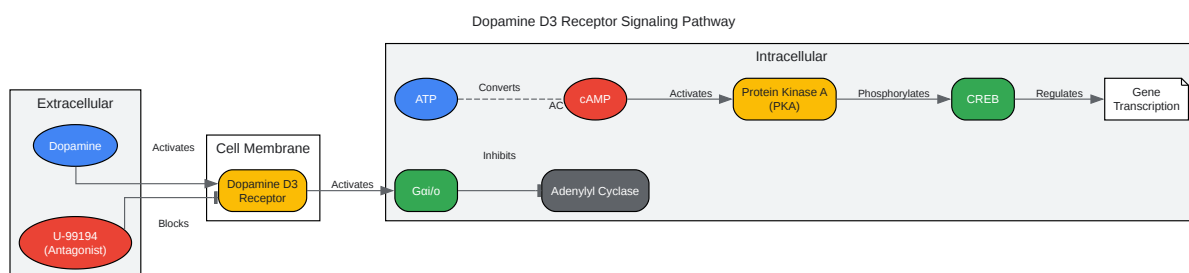 Dopamine D3 Receptor Signaling Pathway
Intracellular
Extracellular
Cell Membrane
ATP
Converts
AC
cAMP
Activates
Protein Kinase A
(PKA)
Phosphorylates
CREB
Regulates
Gene
Transcription
Dopamine
Activates
Dopamine D3
Receptor
Activates
Gαi/o
Inhibits
Adenylyl Cyclase
U-99194
(Antagonist)
Blocks